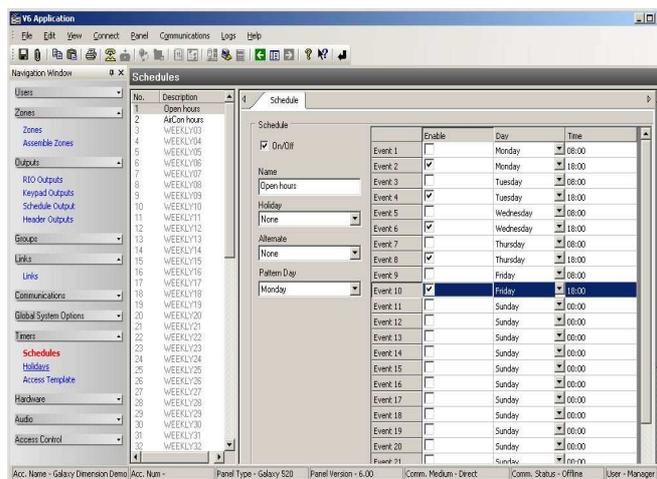 V6 Application
File Edit View Connect Panel Communications Logs Help
Navigation Window
Schedules
Users
Zones
Zones
Assemble Zones
Outputs
RIO Outputs
Keypad Outputs
Schedule Output
Header Outputs
Groups
Links
Links
Communications
Global System Options
Timers
Schedules
Holidays
Access Template
Hardware
Audio
Access Control
No. Description
1 Open hours
2 AirCon hours
3 WEEKLY03
4 WEEKLY04
5 WEEKLY05
6 WEEKLY06
7 WEEKLY07
8 WEEKLY08
9 WEEKLY09
10 WEEKLY10
11 WEEKLY11
12 WEEKLY12
13 WEEKLY13
14 WEEKLY14
15 WEEKLY15
16 WEEKLY16
17 WEEKLY17
18 WEEKLY18
19 WEEKLY19
20 WEEKLY20
21 WEEKLY21
22 WEEKLY22
23 WEEKLY23
24 WEEKLY24
25 WEEKLY25
26 WEEKLY26
27 WEEKLY27
28 WEEKLY28
29 WEEKLY29
30 WEEKLY30
31 WEEKLY31
32 WEEKLY32
Schedule
Schedule
On/Off
Name
Open hours
Holiday
None
Alternate
None
Pattern Day
Monday
Enable Day Time
Event 1 Monday 08:00
Event 2 Monday 18:00
Event 3 Tuesday 08:00
Event 4 Tuesday 18:00
Event 5 Wednesday 08:00
Event 6 Wednesday 18:00
Event 7 Thursday 08:00
Event 8 Thursday 18:00
Event 9 Friday 08:00
Event 10 Friday 18:00
Event 11 Sunday 00:00
Event 12 Sunday 00:00
Event 13 Sunday 00:00
Event 14 Sunday 00:00
Event 15 Sunday 00:00
Event 16 Sunday 00:00
Event 17 Sunday 00:00
Event 18 Sunday 00:00
Event 19 Sunday 00:00
Event 20 Sunday 00:00
Event 21 Sunday 00:00
Acc. Name - Galaxy Dimension Demo Acc. Num - Panel Type - Galaxy 520 Panel Version - 6.00 Comm. Medium - Direct Comm. Status - Offline User - Manager